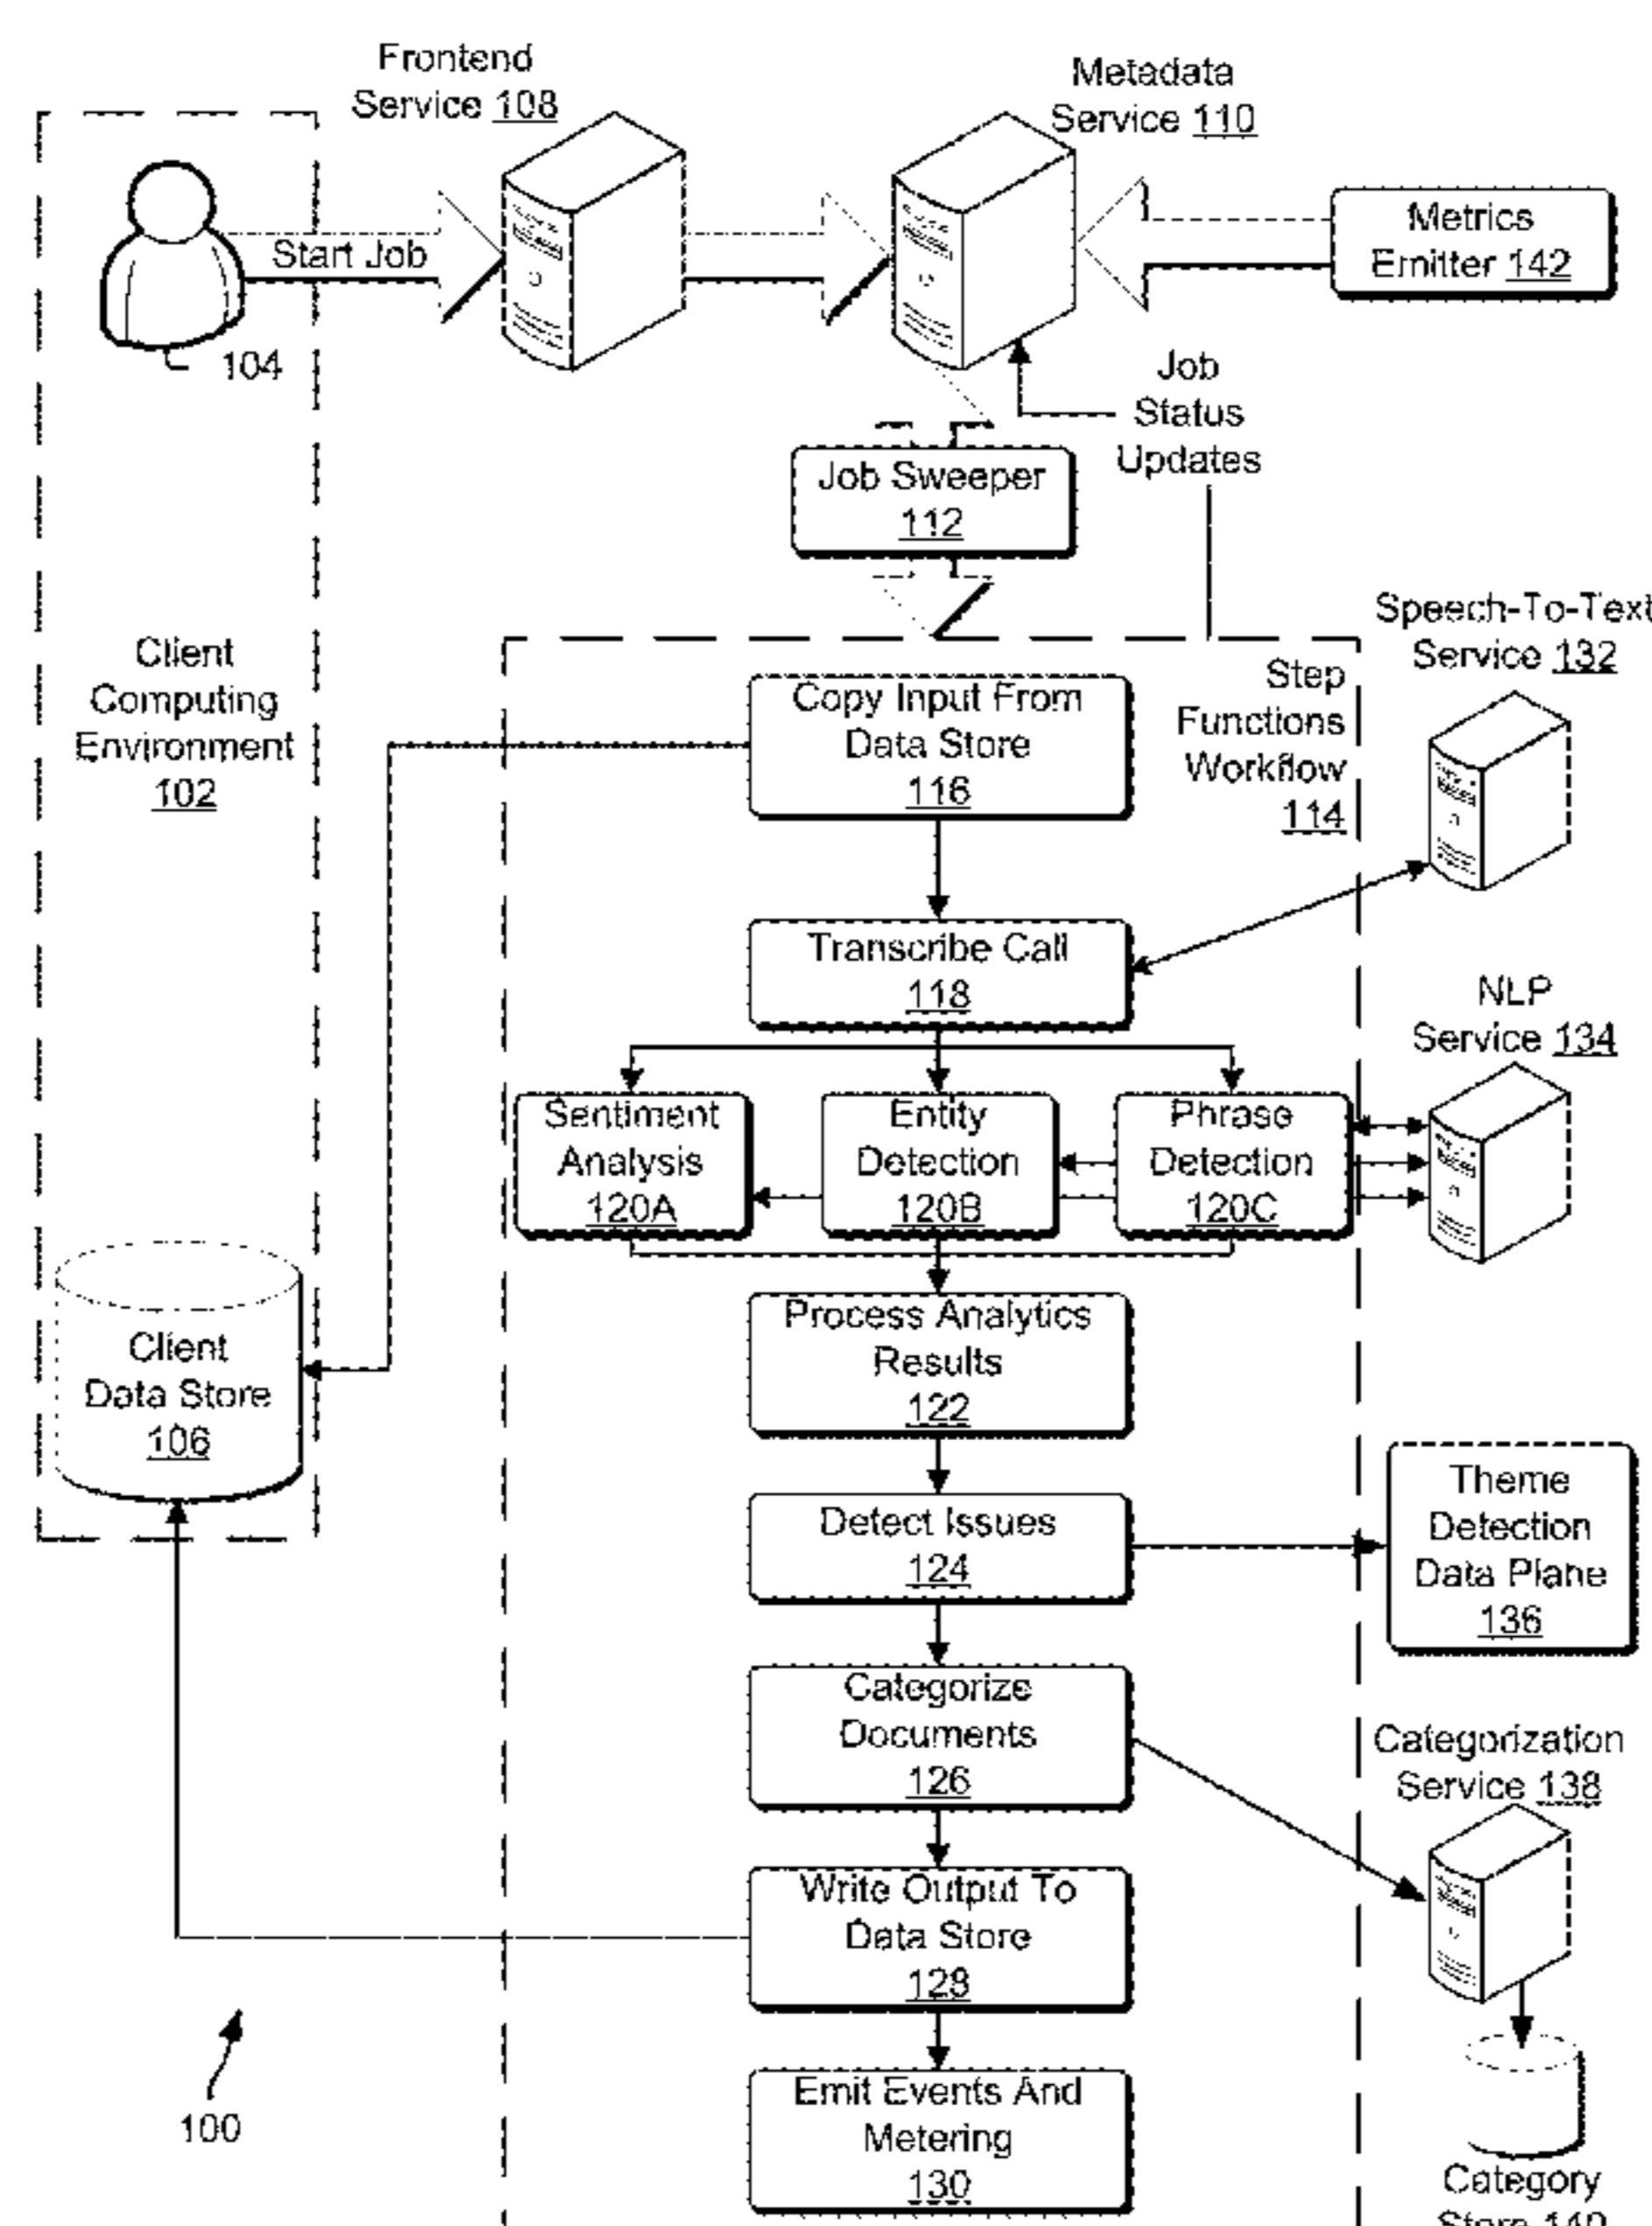 Frontend
Service 108
Metadata
Service 110
Metrics
Emitter 142
Start Job
104
Job
Status
Updates
Job Sweeper
112
Client
Computing
Environment
102
Speech-To-Text
Service 132
Step
Functions
Workflow
114
Copy Input From
Data Store
116
Transcribe Call
118
NLP
Service 134
Sentiment
Analysis
120A
Entity
Detection
120B
Phrase
Detection
120C
Process Analytics
Results
122
Client
Data Store
106
Detect Issues
124
Theme
Detection
Data Plane
136
Categorize
Documents
126
Categorization
Service 138
Write Output To
Data Store
128
100
Emit Events And
Metering
130
Category
Store 140